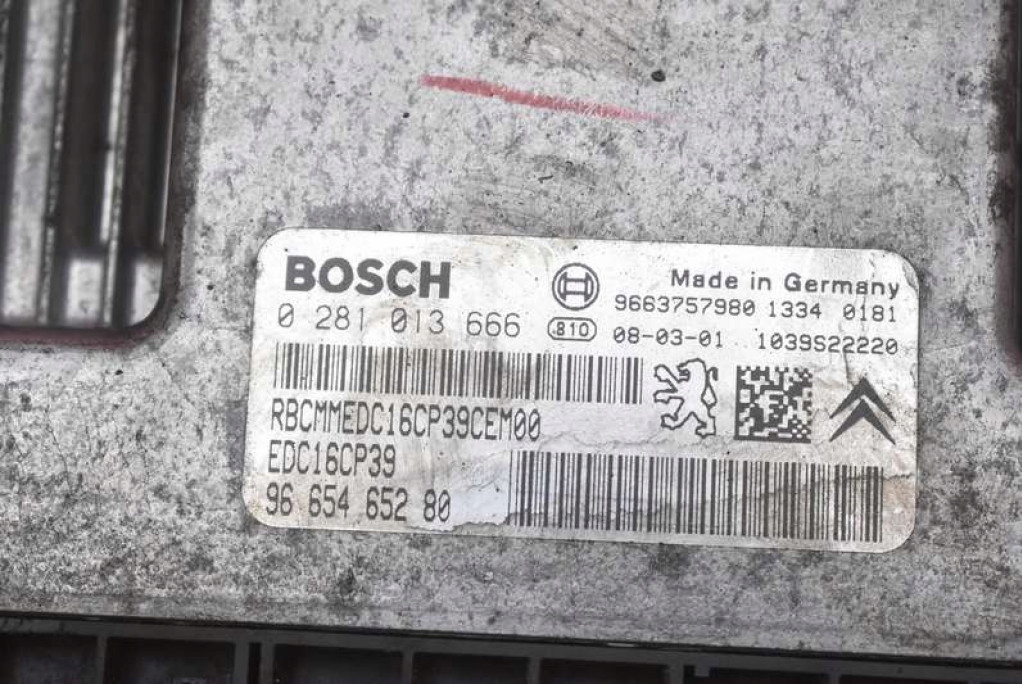 BOSCH
Made in Germany
9663757980 1334 0181
0 281 013 666
810
08-03-01 1039S22220
RBCMMEDC16CP39CEM00
EDC16CP39
96 654 652 80